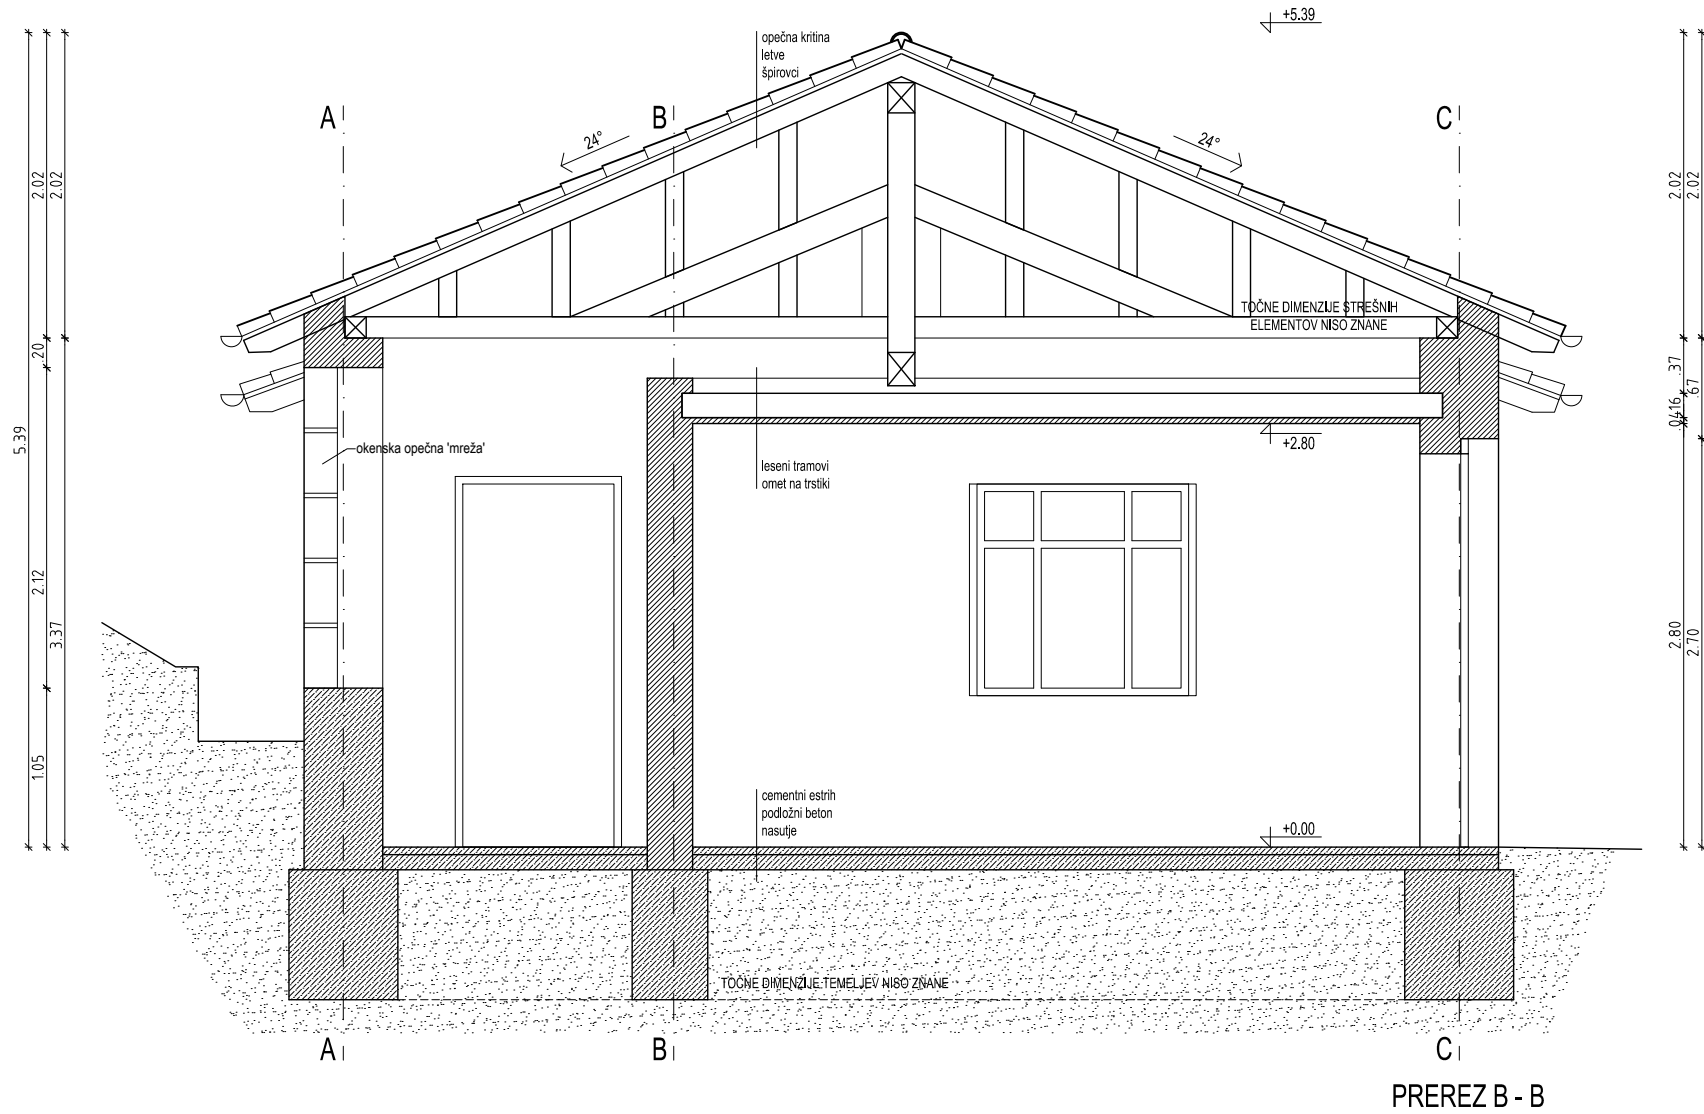 +5.39
opečna kritina
letve
špirovci
A
B
C
24°
24°
2.02
2.02
2.02
2.02
TOČNE DIMENZIJE STREŠNIH
ELEMENTOV NISO ZNANE
.20
.37
.67
.16
.04
5.39
+2.80
okenska opečna 'mreža'
leseni tramovi
omet na trstiki
2.12
3.37
2.80
2.70
1.05
cementni estrih
podložni beton
nasutje
+0.00
TOČNE DIMENZIJE TEMELJEV NISO ZNANE
A
B
C
PREREZ B - B